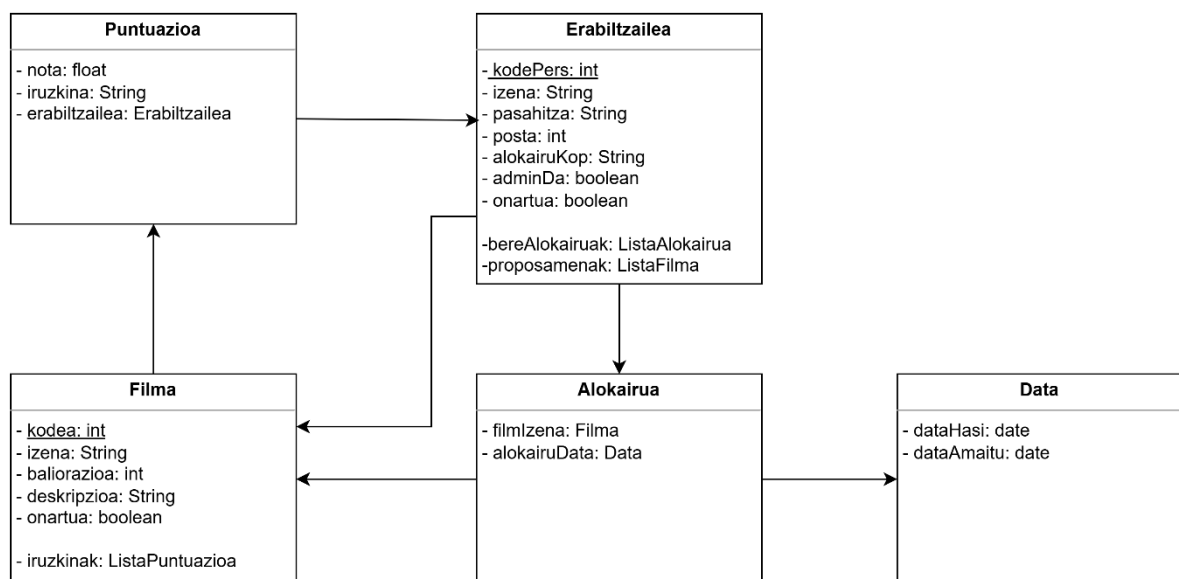 Puntuazioa
- nota: float
- iruzkina: String
- erabiltzailea: Erabiltzailea
Erabiltzailea
- kodePers: int
- izena: String
- pasahitza: String
- posta: int
- alokairuKop: String
- adminDa: boolean
- onartua: boolean
-bereAlokairuak: ListaAlokairua
-proposamenak: ListaFilma
Filma
- kodea: int
- izena: String
- baliorazioa: int
- deskripzioa: String
- onartua: boolean
- iruzkinak: ListaPuntuazioa
Alokairua
- filmIzena: Filma
- alokairuData: Data
Data
- dataHasi: date
- dataAmaitu: date